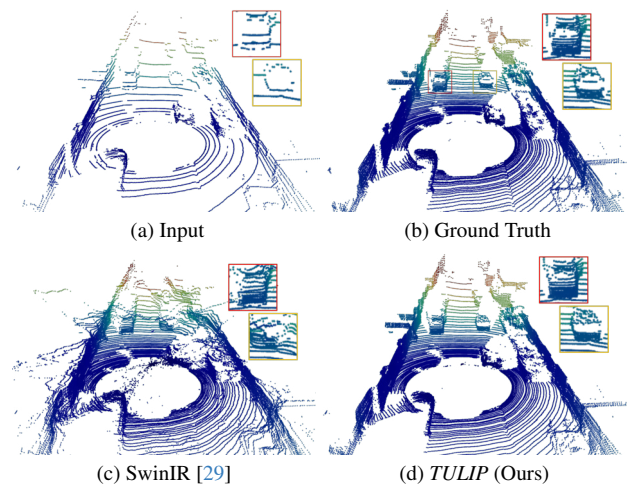 (a) Input
(b) Ground Truth
(c) SwinIR [29]
(d) TULIP (Ours)